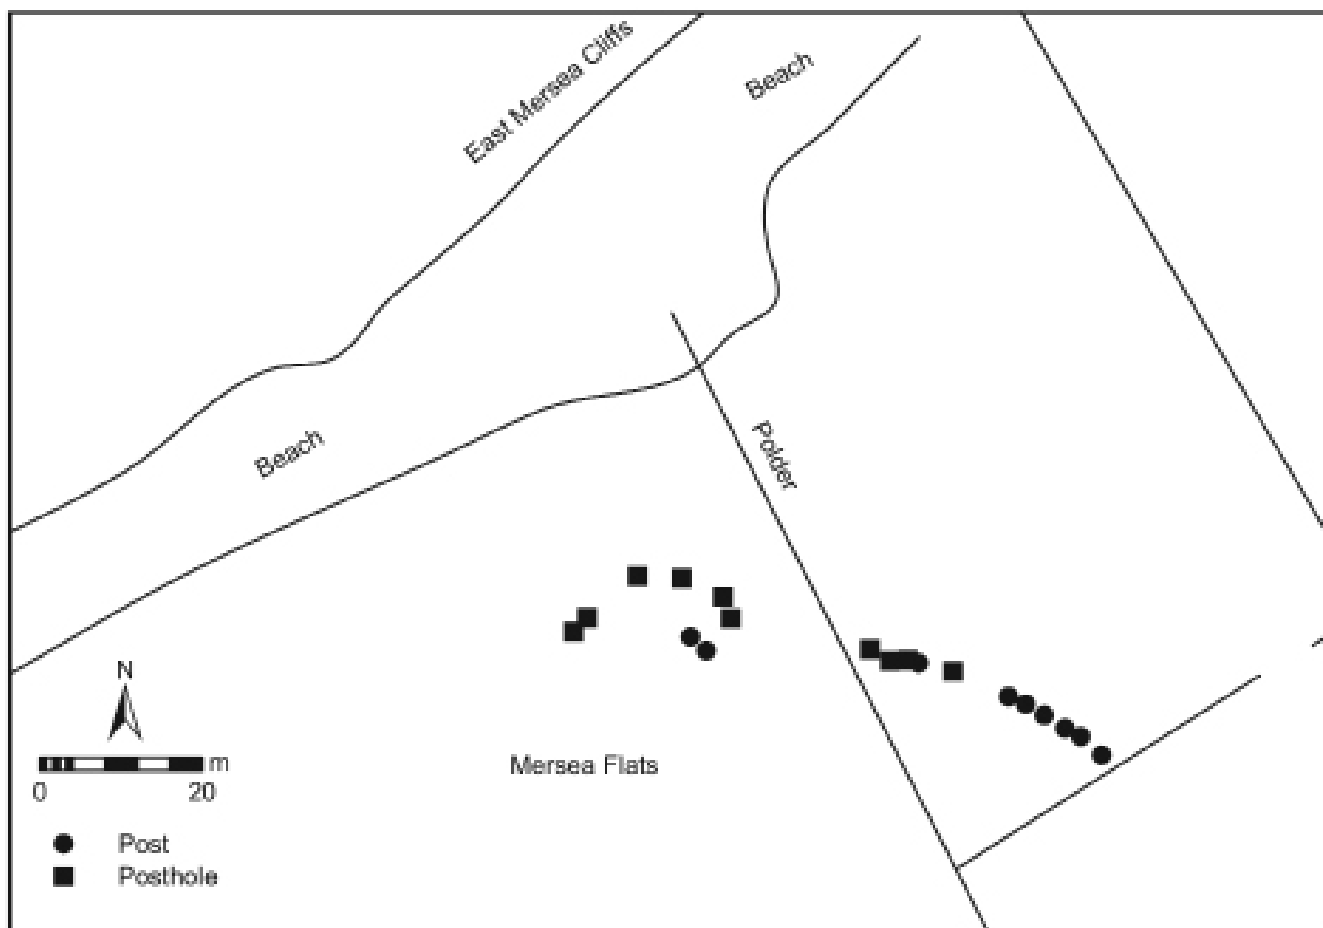 East Mersea Cliffs
Beach
Beach
Polder
N
m
0 20
Mersea Flats
Post
Posthole